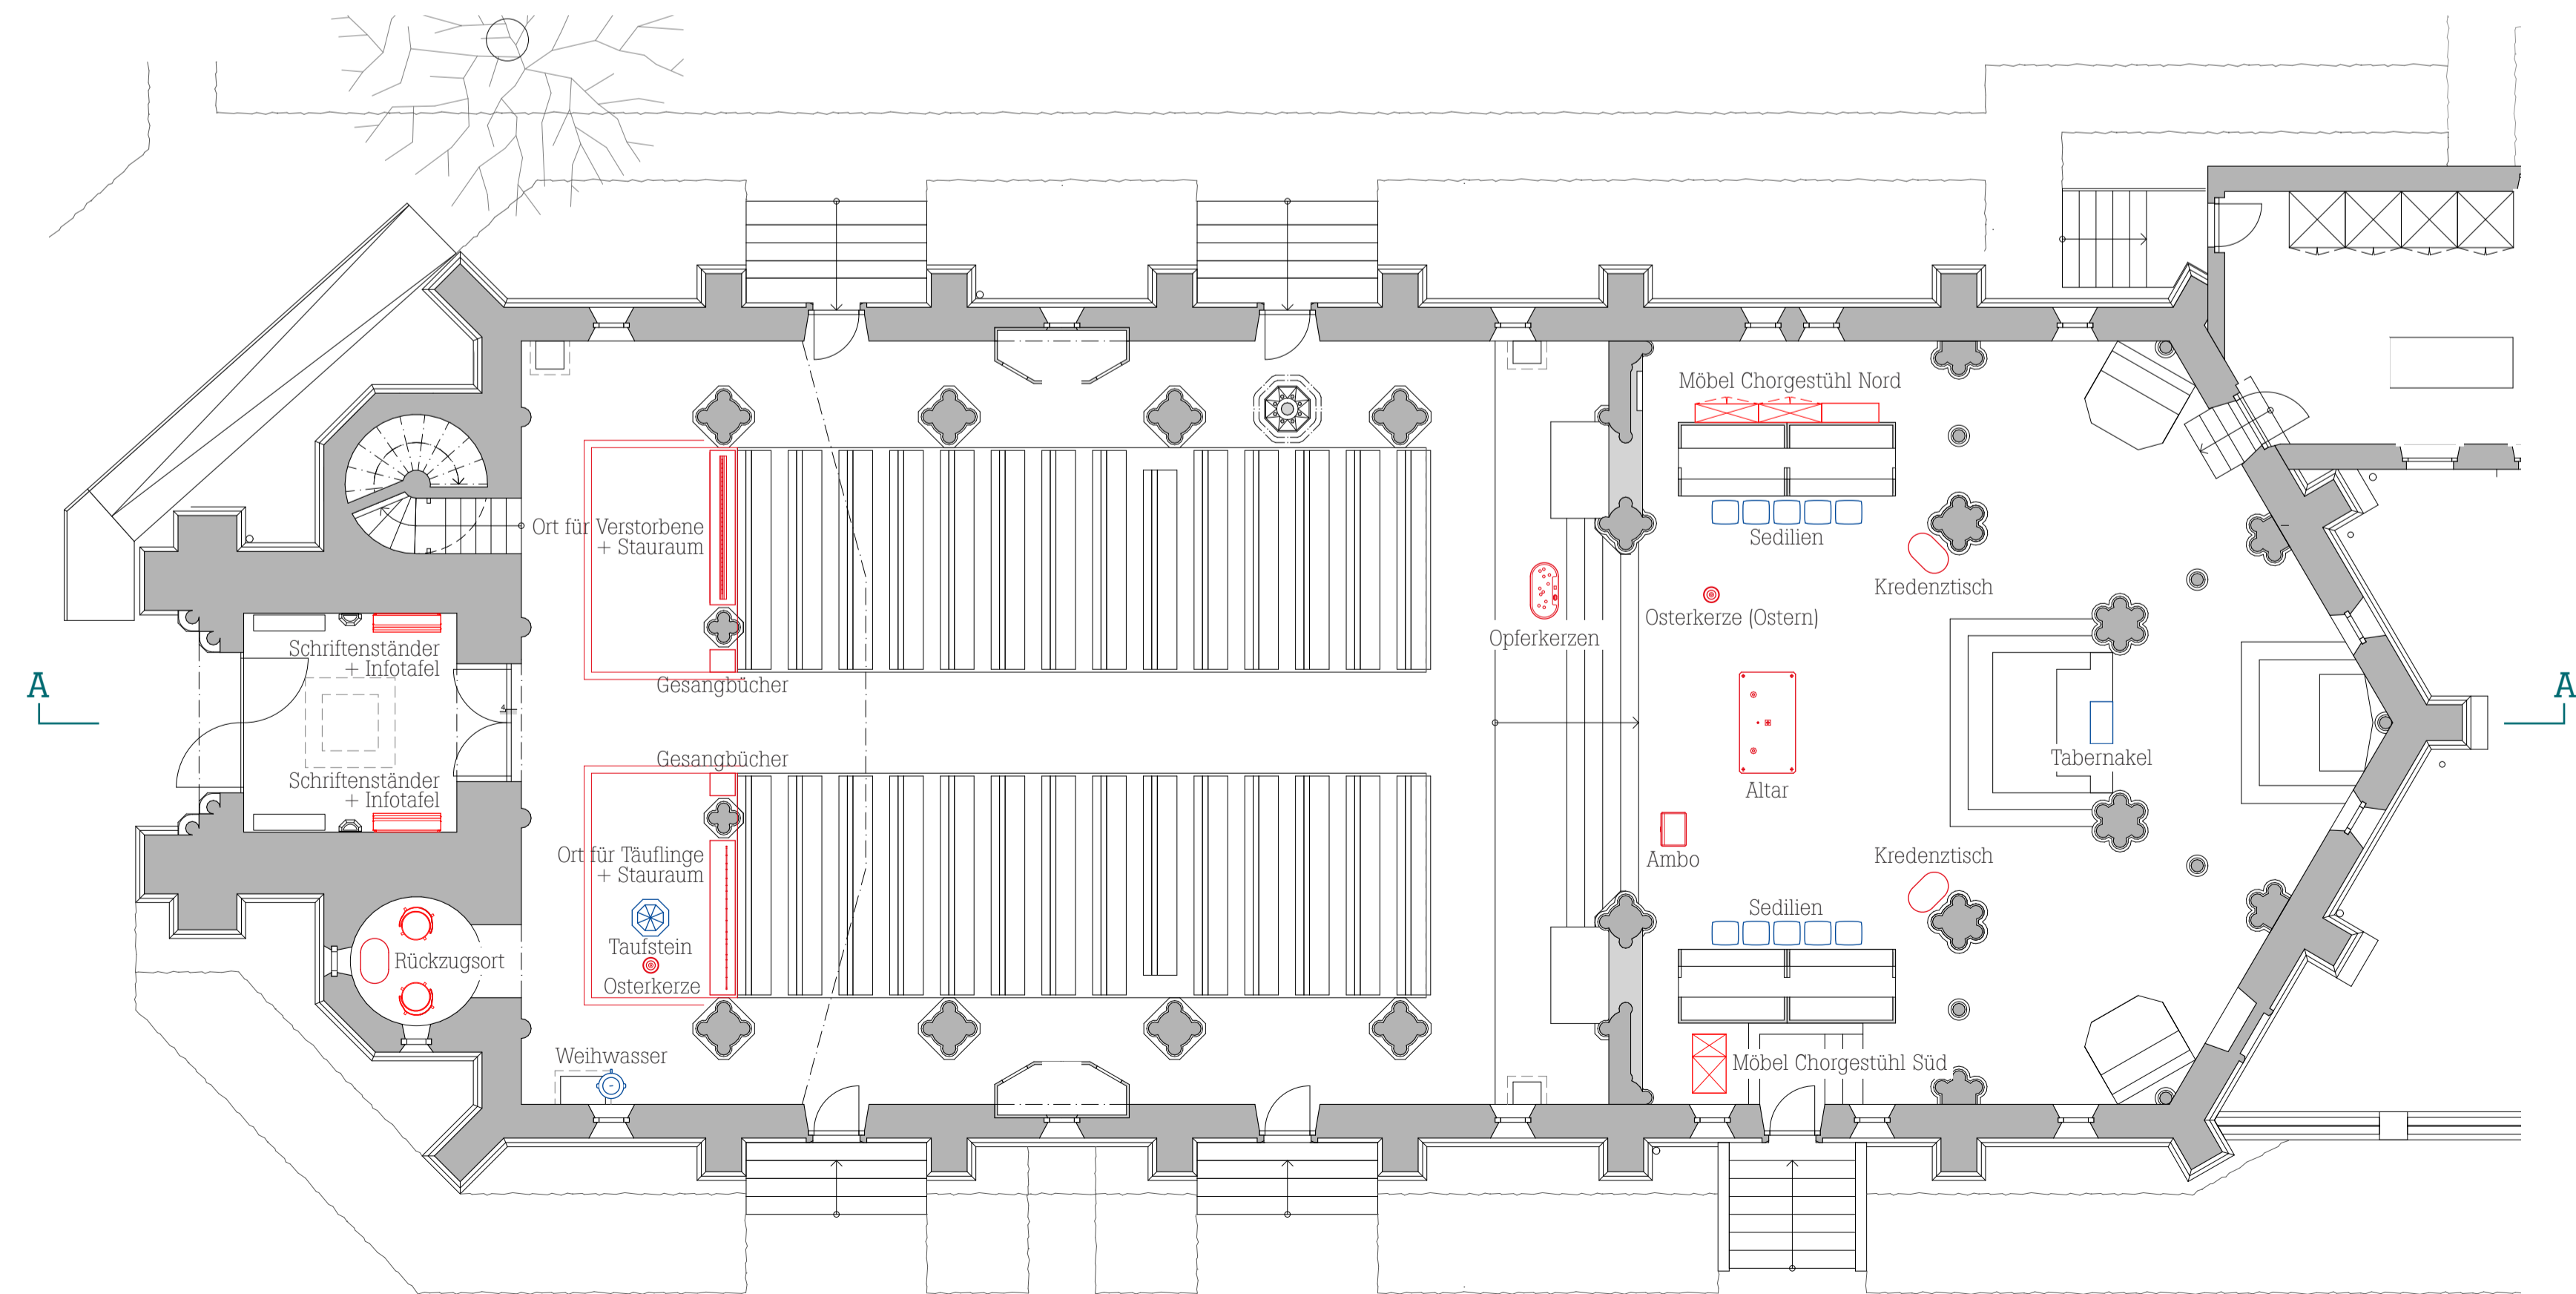 Möbel Chorgestühl Nord
Ort für Verstorbene
+ Stauraum
Sedilien
Kredenztisch
Osterkerze (Ostern)
Opferkerzen
Schriftenständer
+ Infotafel
Gesangbücher
A
A
4
Gesangbücher
Tabernakel
Schriftenständer
+ Infotafel
Altar
Ort für Täuflinge
+ Stauraum
Ambo
Kredenztisch
Sedilien
Taufstein
Rückzugsort
Osterkerze
Weihwasser
Möbel Chorgestühl Süd